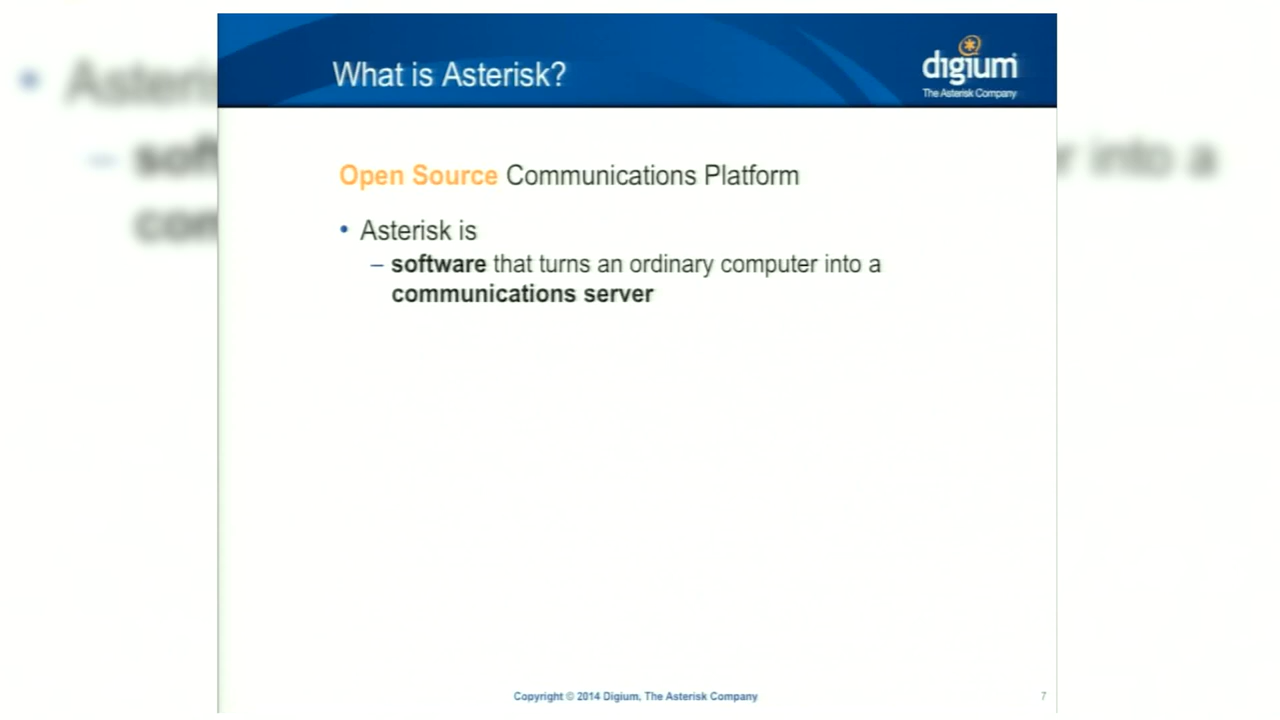 What is Asterisk?
digium
The Asterisk Company
Open Source Communications Platform
• Asterisk is
– software that turns an ordinary computer into a
communications server
Copyright © 2014 Digium, The Asterisk Company
7